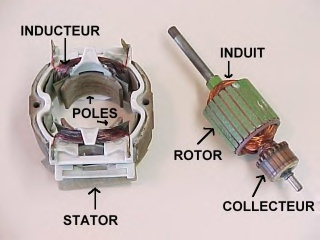 INDUCTEUR
INDUIT
POLES
ROTOR
COLLECTEUR
STATOR